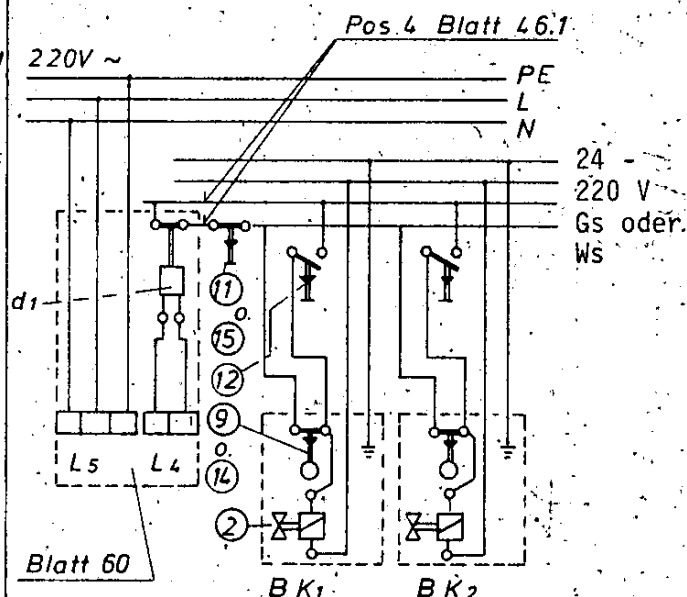 Pos.4 Blatt 46.1
220V ~
PE
L
N
24 -
220 V
Gs oder
Ws
d1
11
o.
15
12
9
o.
14
2
L5
L4
Blatt 60
BK1
BK2